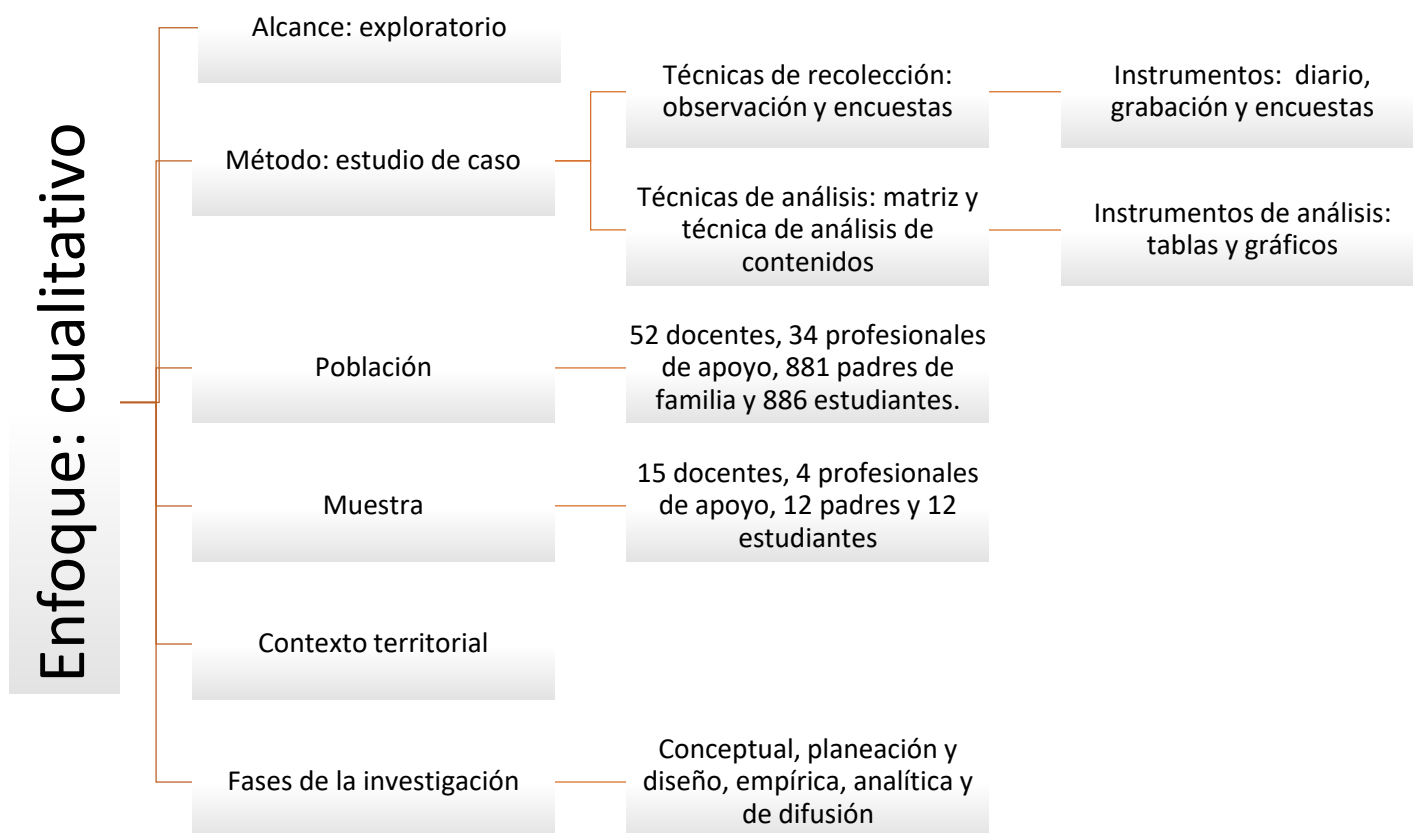 Enfoque: cualitativo
Alcance: exploratorio
Método: estudio de caso
Técnicas de recolección:
observación y encuestas
Instrumentos: diario,
grabación y encuestas
Técnicas de análisis: matriz y
técnica de análisis de
contenidos
Instrumentos de análisis:
tablas y gráficos
Población
52 docentes, 34 profesionales
de apoyo, 881 padres de
familia y 886 estudiantes.
Muestra
15 docentes, 4 profesionales
de apoyo, 12 padres y 12
estudiantes
Contexto territorial
Fases de la investigación
Conceptual, planeación y
diseño, empírica, analítica y
de difusión